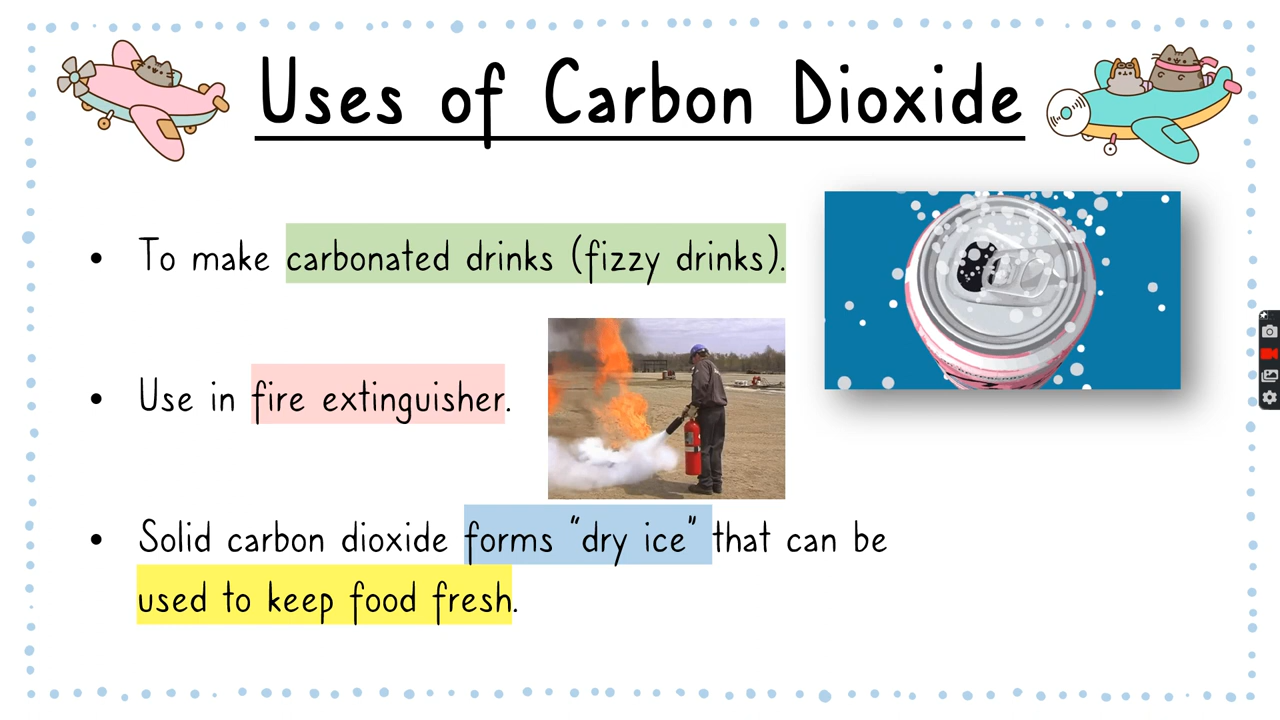 Uses of Carbon Dioxide
• To make carbonated drinks (fizzy drinks).
• Use in fire extinguisher.
• Solid carbon dioxide forms "dry ice" that can be
used to keep food fresh.